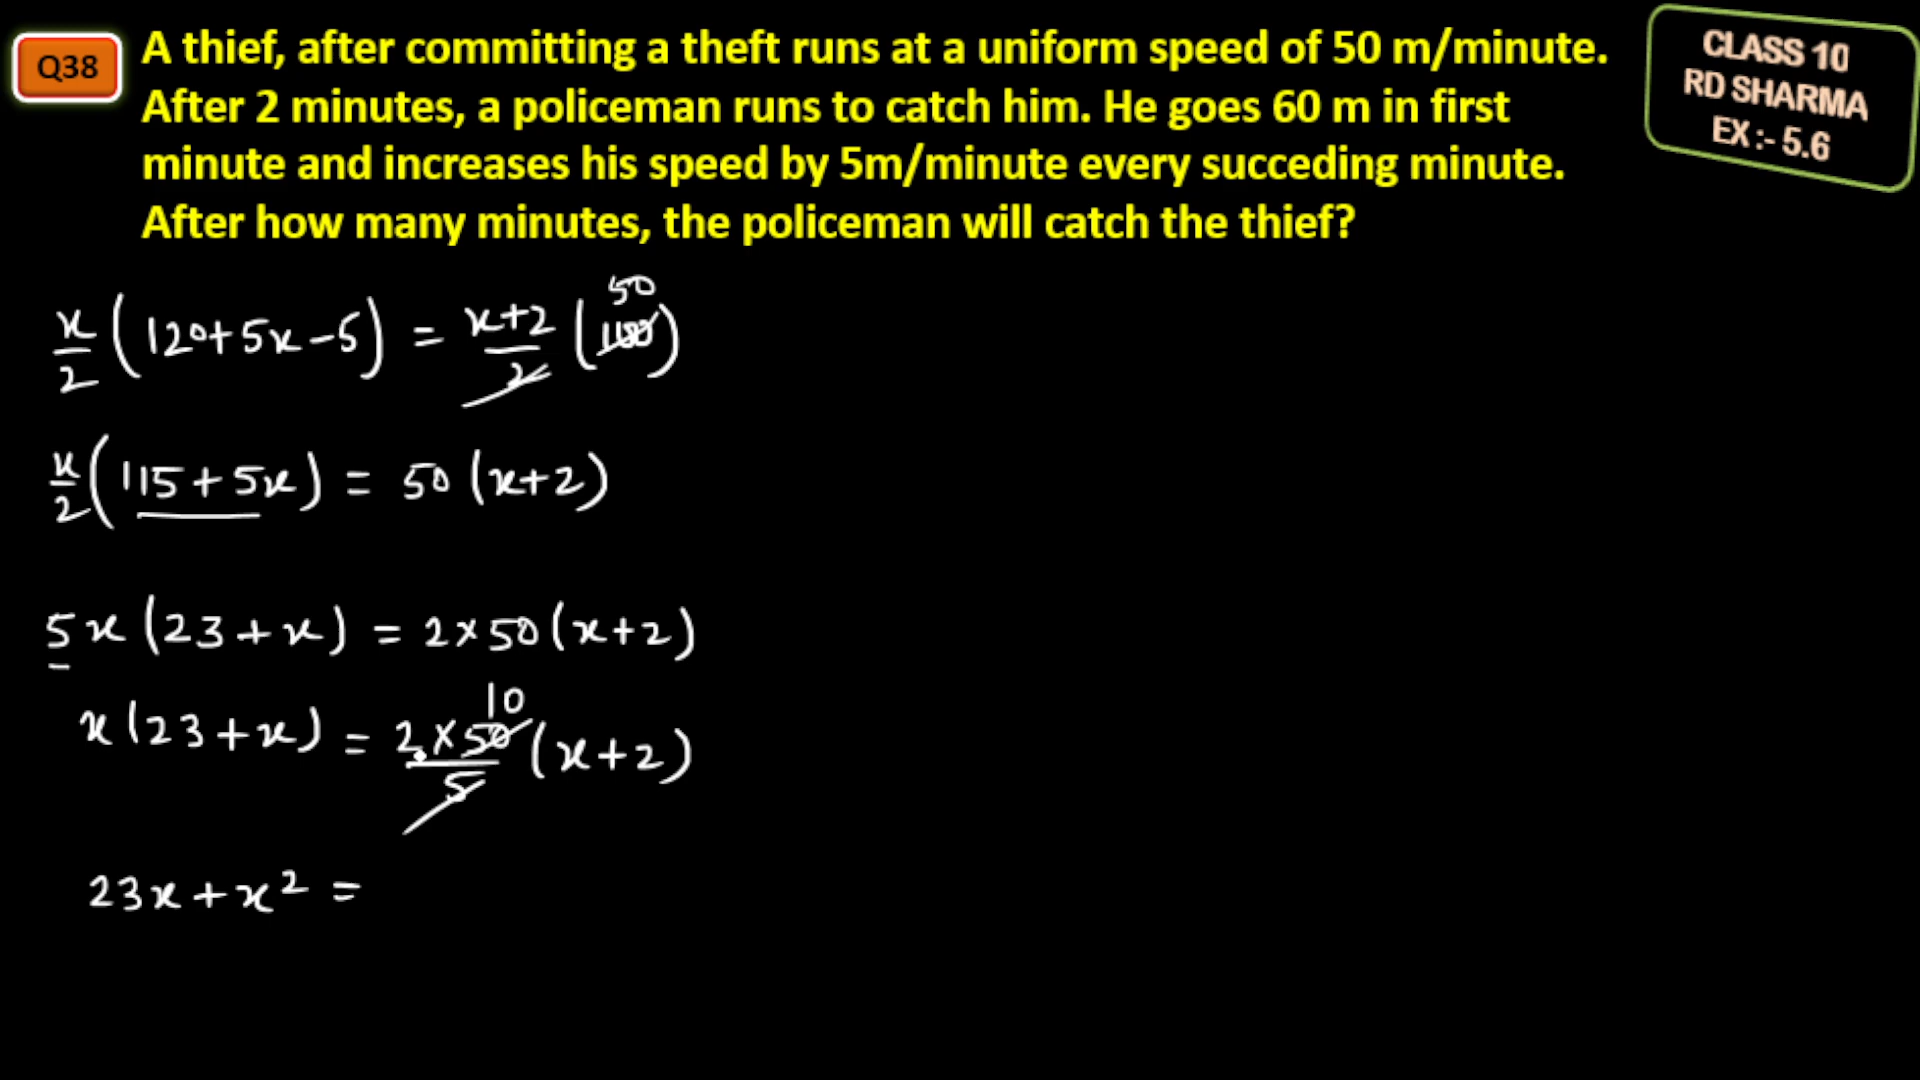 Q38
A thief, after committing a theft runs at a uniform speed of 50 m/minute.
After 2 minutes, a policeman runs to catch him. He goes 60 m in first
minute and increases his speed by 5m/minute every succeding minute.
After how many minutes, the policeman will catch the thief?
CLASS 10
RD SHARMA
EX :- 5.6
50
x/2 (120+5x-5) = x+2/2 (100)
x/2 (115+5x) = 50 (x+2)
5x (23+x) = 2×50 (x+2)
10
x (23+x) = 2×50/5 (x+2)
23x+x² =